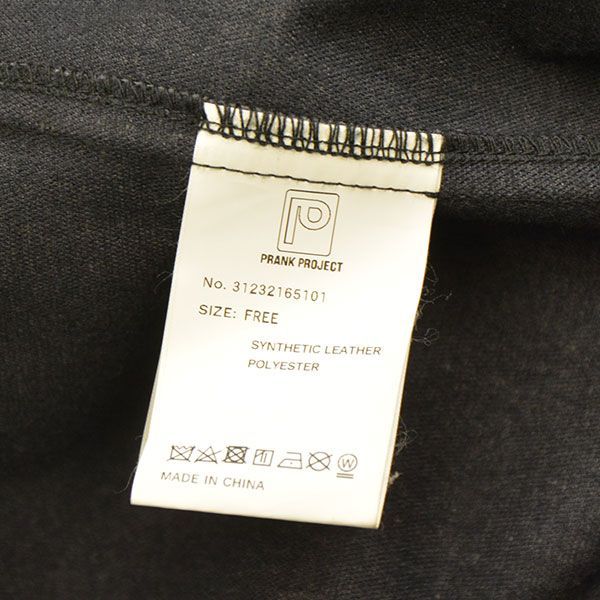 P
PRANK PROJECT
No. 31232165101
SIZE: FREE
SYNTHETIC LEATHER
POLYESTER
W
MADE IN CHINA